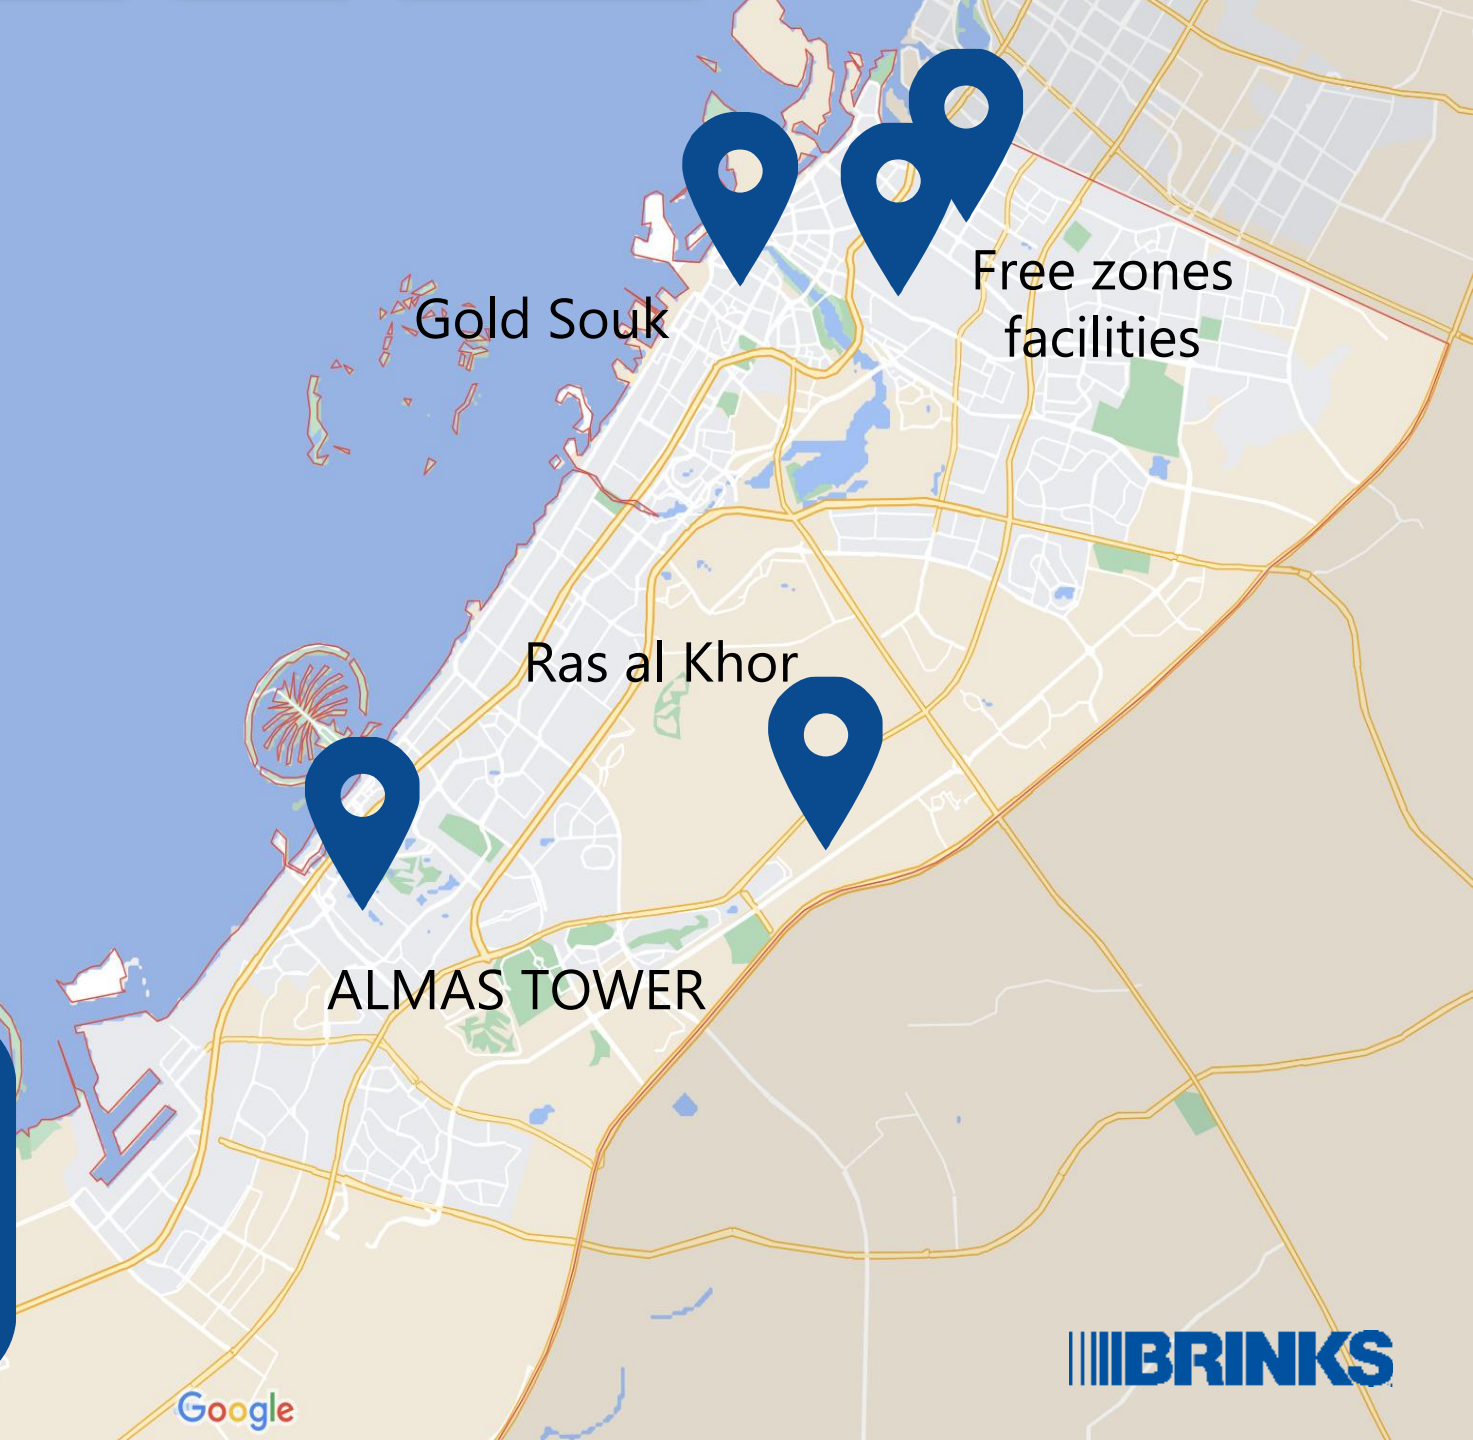 Gold Souk
Free zones
facilities
Ras al Khor
ALMAS TOWER
BRINKS
Google